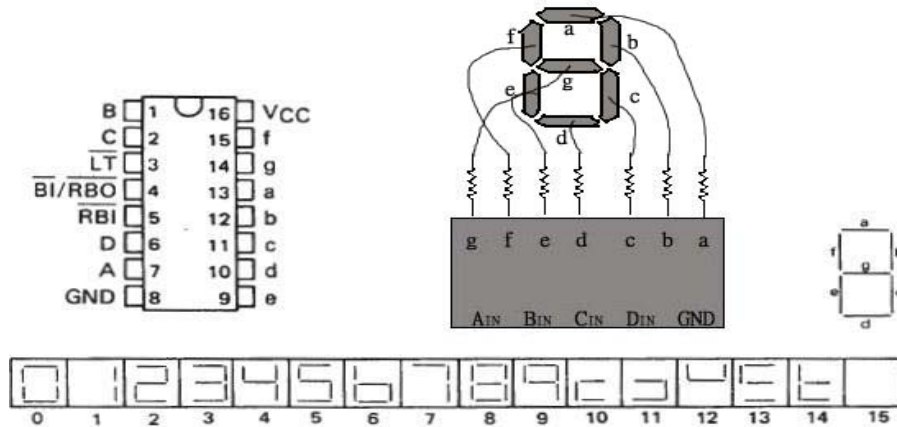 B 1 16 VCC
C 2 15 f
LT 3 14 g
BI/RBO 4 13 a
RBI 5 12 b
D 6 11 c
A 7 10 d
GND 8 9 e
f a b
g
e c
d
g f e d c b a
AIN BIN CIN DIN GND
a
f
g
e
d
0 1 2 3 4 5 6 7 8 9 10 11 12 13 14 15